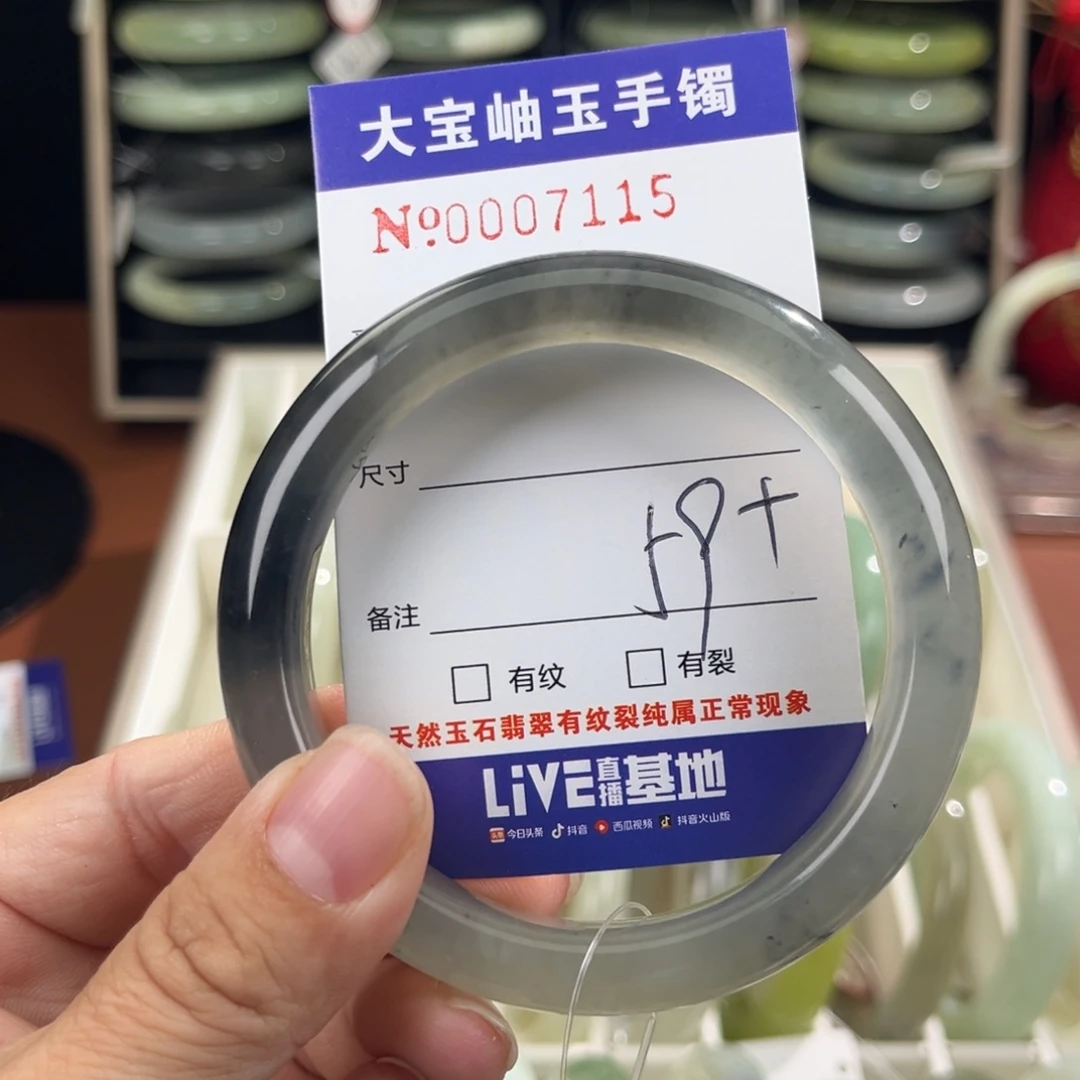 大宝岫玉手镯
№0007115
尺寸
59+
备注
有纹 有裂
天然玉石翡翠有纹裂纯属正常现象
LiVE直播基地
今日头条 抖音 西瓜视频 抖音火山版